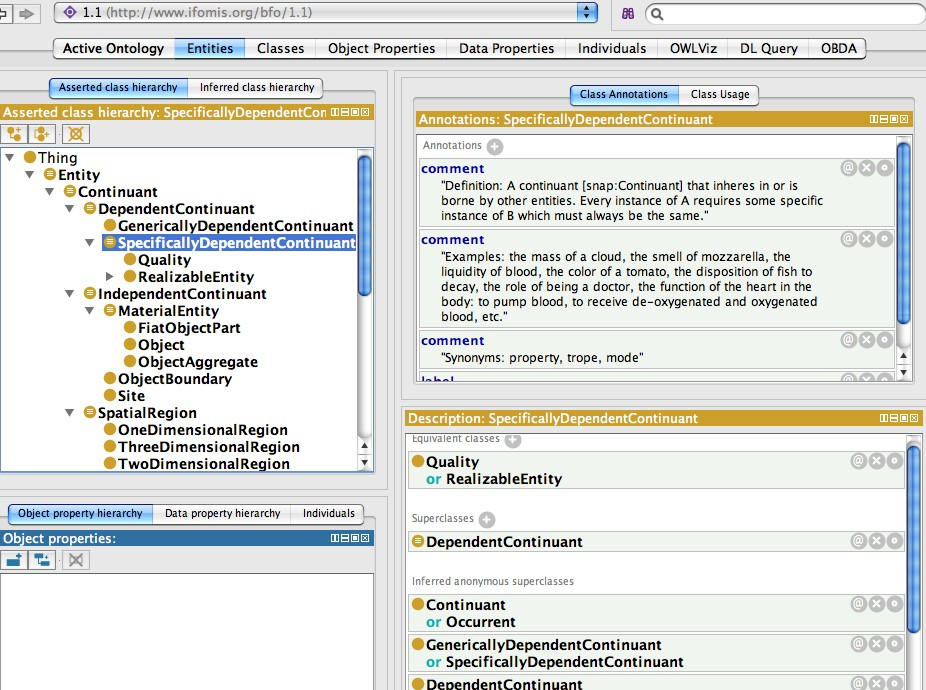 1.1 (http://www.ifomis.org/bfo/1.1)
Active Ontology Entities Classes Object Properties Data Properties Individuals OWLViz DL Query OBDA
Asserted class hierarchy Inferred class hierarchy
Asserted class hierarchy: SpecificallyDependentCon
Thing
Entity
Continuant
DependentContinuant
GenericallyDependentContinuant
SpecificallyDependentContinuant
Quality
RealizableEntity
IndependentContinuant
MaterialEntity
FiatObjectPart
Object
ObjectAggregate
ObjectBoundary
Site
SpatialRegion
OneDimensionalRegion
ThreeDimensionalRegion
TwoDimensionalRegion
Object property hierarchy Data property hierarchy Individuals
Object properties:
Class Annotations Class Usage
Annotations: SpecificallyDependentContinuant
Annotations
comment
"Definition: A continuant [snap:Continuant] that inheres in or is
borne by other entities. Every instance of A requires some specific
instance of B which must always be the same."
comment
"Examples: the mass of a cloud, the smell of mozzarella, the
liquidity of blood, the color of a tomato, the disposition of fish to
decay, the role of being a doctor, the function of the heart in the
body: to pump blood, to receive de-oxygenated and oxygenated
blood, etc."
comment
"Synonyms: property, trope, mode"
label
Description: SpecificallyDependentContinuant
Equivalent classes
Quality
or RealizableEntity
Superclasses
DependentContinuant
Inferred anonymous superclasses
Continuant
or Occurrent
GenericallyDependentContinuant
or SpecificallyDependentContinuant
DependentContinuant